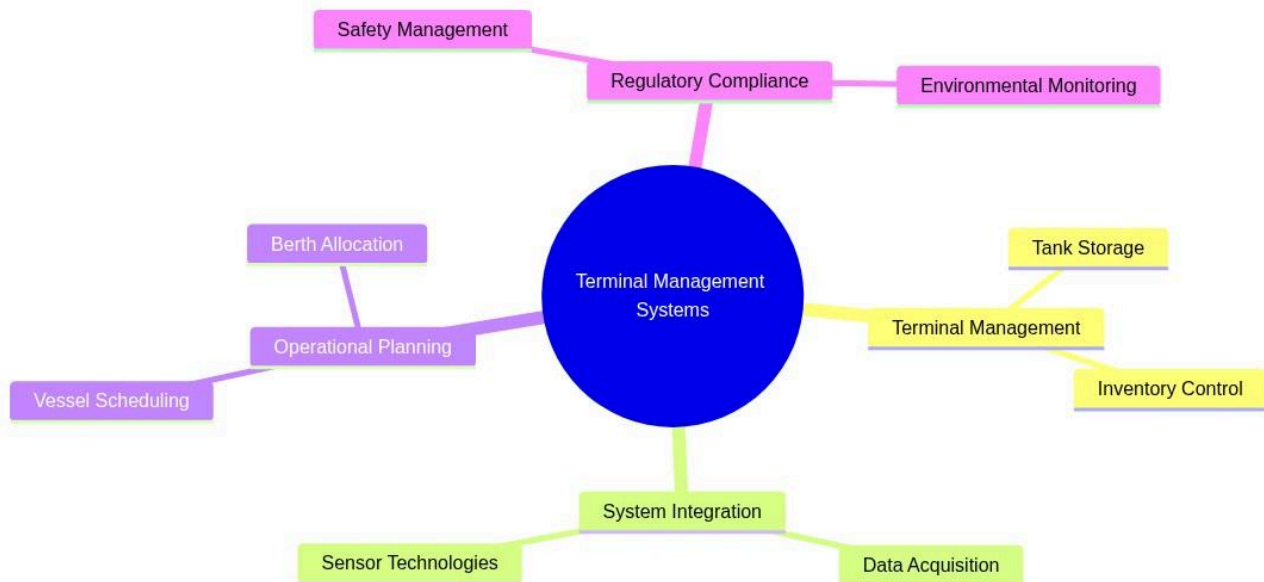 Safety Management
Regulatory Compliance
Environmental Monitoring
Berth Allocation
Tank Storage
Terminal Management
Systems
Terminal Management
Operational Planning
Inventory Control
Vessel Scheduling
System Integration
Sensor Technologies
Data Acquisition